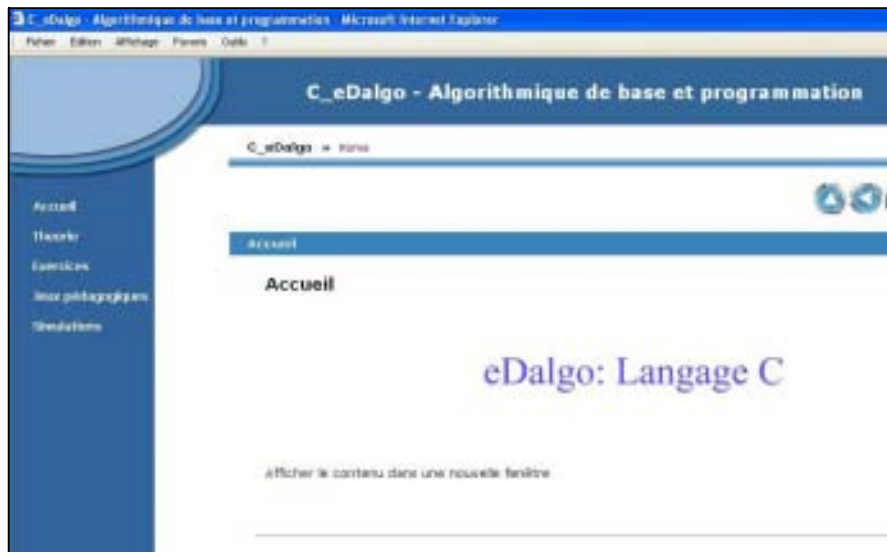 C_eDalgo - Algorithmique de base et programmation - Microsoft Internet Explorer
Fichier Edition Affichage Favoris Outils ?
C_eDalgo - Algorithmique de base et programmation
C_eDalgo » Home
Accueil
Théorie
Exercices
Jeux pédagogiques
Simulations
Accueil
Accueil
eDalgo: Langage C
Afficher le contenu dans une nouvelle fenêtre